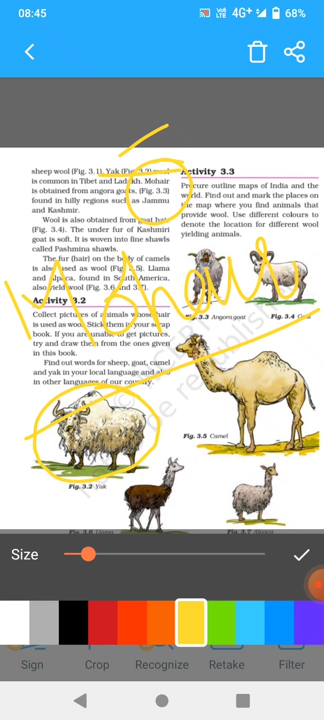 08:45
4G+ 68%
sheep wool (Fig. 3.1). Yak (Fig. 3.2) wool
is common in Tibet and Ladakh. Mohair
is obtained from angora goats, (Fig. 3.3)
found in hilly regions such as Jammu
and Kashmir.
Wool is also obtained from goat hair
(Fig. 3.4). The under fur of Kashmiri
goat is soft. It is woven into fine shawls
called Pashmina shawls.
The fur (hair) on the body of camels
is also used as wool (Fig. 3.5). Llama
and Alpaca, found in South America,
also yield wool (Fig. 3.6 and 3.7).
Activity 3.2
Collect pictures of animals whose hair
is used as wool. Stick them in your scrap
book. If you are unable to get pictures,
try and draw them from the ones given
in this book.
Find out words for sheep, goat, camel
and yak in your local language and also
in other languages of our country.
Activity 3.3
Procure outline maps of India and the
world. Find out and mark the places on
the map where you find animals that
provide wool. Use different colours to
denote the location for different wool
yielding animals.
Fig. 3.3 Angora goat
Fig. 3.4 Goat
Fig. 3.5 Camel
Fig. 3.2 Yak
Mohair
Size
Sign
Crop
Recognize
Retake
Filter